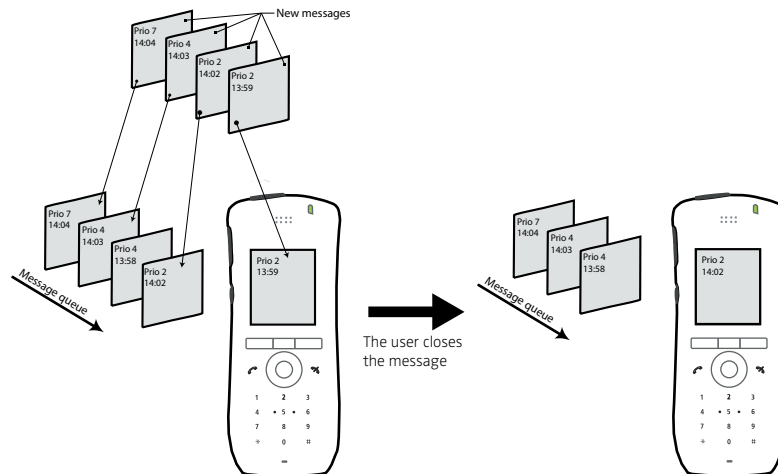 New messages
Prio 7
14:04
Prio 4
14:03
Prio 2
14:02
Prio 2
13:59
Prio 7
14:04
Prio 4
14:03
Prio 4
13:58
Prio 2
14:02
Message queue
Prio 2
13:59
1 2 3
4 5 6
7 8 9
* 0 #
The user closes
the message
Prio 7
14:04
Prio 4
14:03
Prio 4
13:58
Message queue
Prio 2
14:02
1 2 3
4 5 6
7 8 9
* 0 #